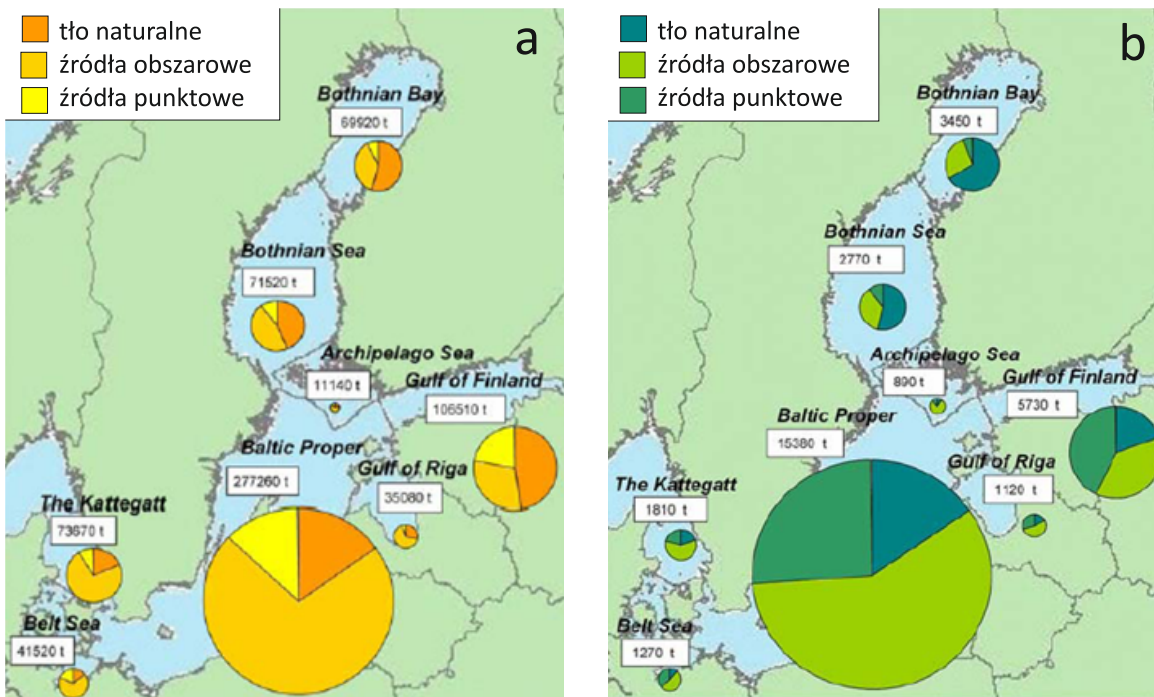 tło naturalne
źródła obszarowe
źródła punktowe
a
Bothnian Bay
69920 t
Bothnian Sea
71520 t
Archipelago Sea
11140 t
Gulf of Finland
106510 t
Baltic Proper
277260 t
Gulf of Riga
35080 t
The Kattegatt
73670 t
Belt Sea
41520 t
tło naturalne
źródła obszarowe
źródła punktowe
b
Bothnian Bay
3450 t
Bothnian Sea
2770 t
Archipelago Sea
890 t
Gulf of Finland
5730 t
Baltic Proper
15380 t
Gulf of Riga
1120 t
The Kattegatt
1810 t
Belt Sea
1270 t